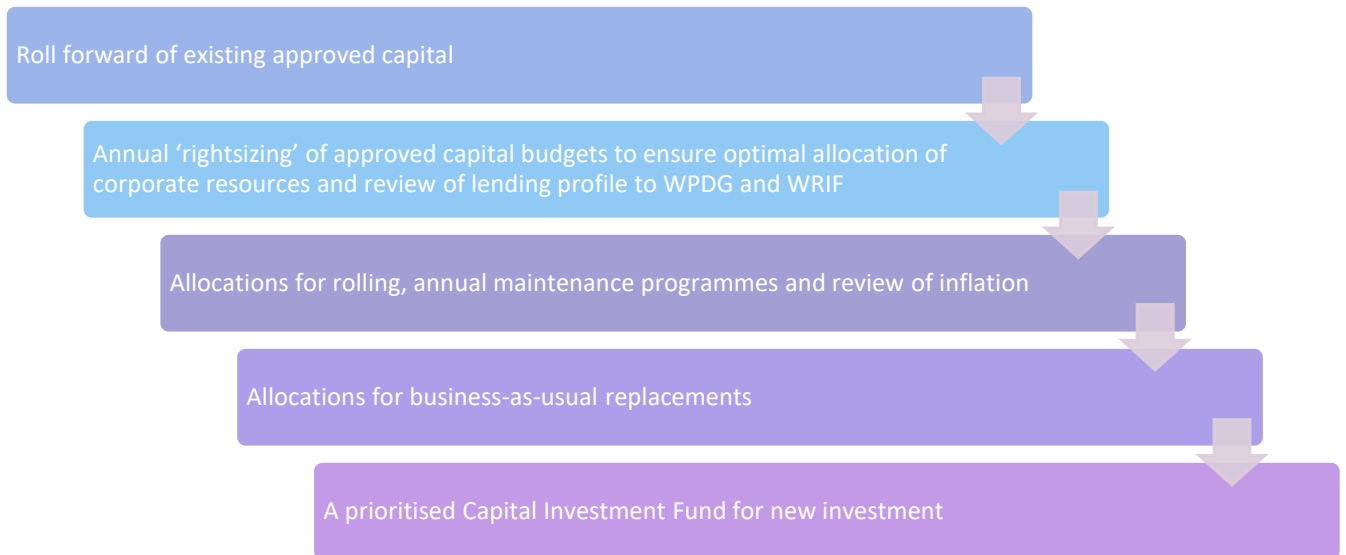 Roll forward of existing approved capital
Annual ‘rightsizing’ of approved capital budgets to ensure optimal allocation of
corporate resources and review of lending profile to WPDG and WRIF
Allocations for rolling, annual maintenance programmes and review of inflation
Allocations for business-as-usual replacements
A prioritised Capital Investment Fund for new investment